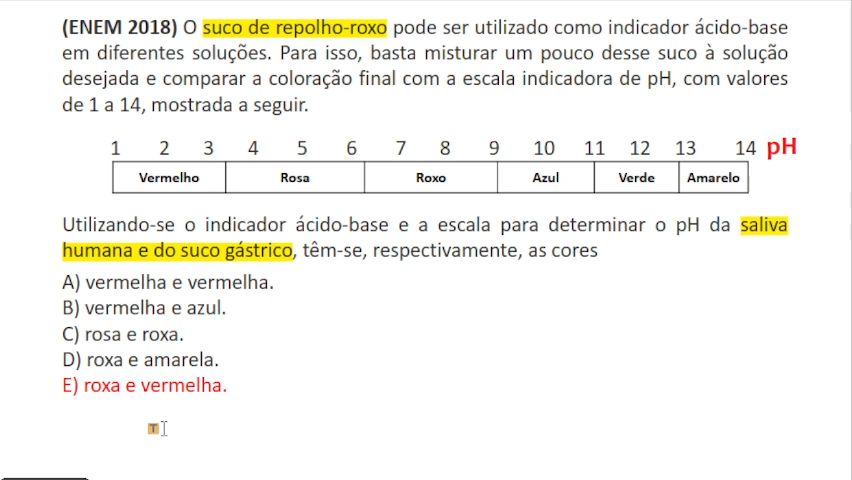 (ENEM 2018) O suco de repolho-roxo pode ser utilizado como indicador ácido-base
em diferentes soluções. Para isso, basta misturar um pouco desse suco à solução
desejada e comparar a coloração final com a escala indicadora de pH, com valores
de 1 a 14, mostrada a seguir.
1 2 3 4 5 6 7 8 9 10 11 12 13 14 pH
Vermelho Rosa Roxo Azul Verde Amarelo
Utilizando-se o indicador ácido-base e a escala para determinar o pH da saliva
humana e do suco gástrico, têm-se, respectivamente, as cores
A) vermelha e vermelha.
B) vermelha e azul.
C) rosa e roxa.
D) roxa e amarela.
E) roxa e vermelha.
T